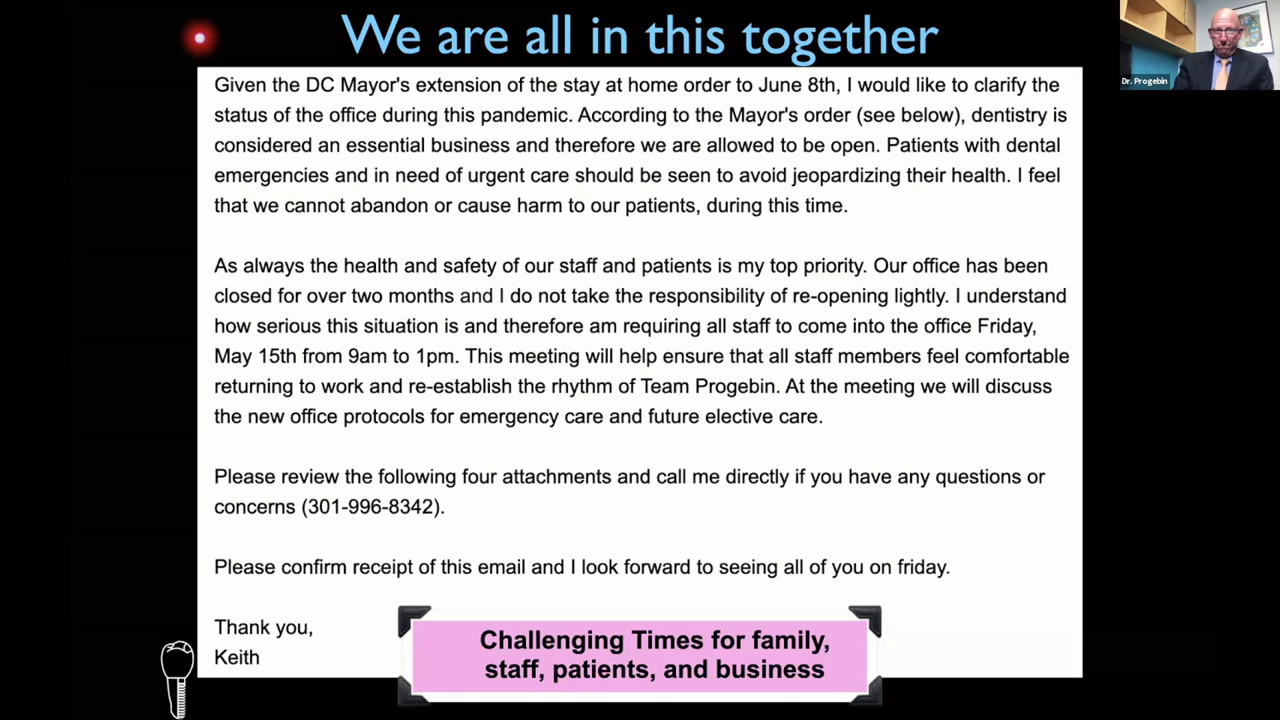 We are all in this together
Dr. Progebin
Given the DC Mayor's extension of the stay at home order to June 8th, I would like to clarify the
status of the office during this pandemic. According to the Mayor's order (see below), dentistry is
considered an essential business and therefore we are allowed to be open. Patients with dental
emergencies and in need of urgent care should be seen to avoid jeopardizing their health. I feel
that we cannot abandon or cause harm to our patients, during this time.
As always the health and safety of our staff and patients is my top priority. Our office has been
closed for over two months and I do not take the responsibility of re-opening lightly. I understand
how serious this situation is and therefore am requiring all staff to come into the office Friday,
May 15th from 9am to 1pm. This meeting will help ensure that all staff members feel comfortable
returning to work and re-establish the rhythm of Team Progebin. At the meeting we will discuss
the new office protocols for emergency care and future elective care.
Please review the following four attachments and call me directly if you have any questions or
concerns (301-996-8342).
Please confirm receipt of this email and I look forward to seeing all of you on friday.
Thank you,
Keith
Challenging Times for family,
staff, patients, and business